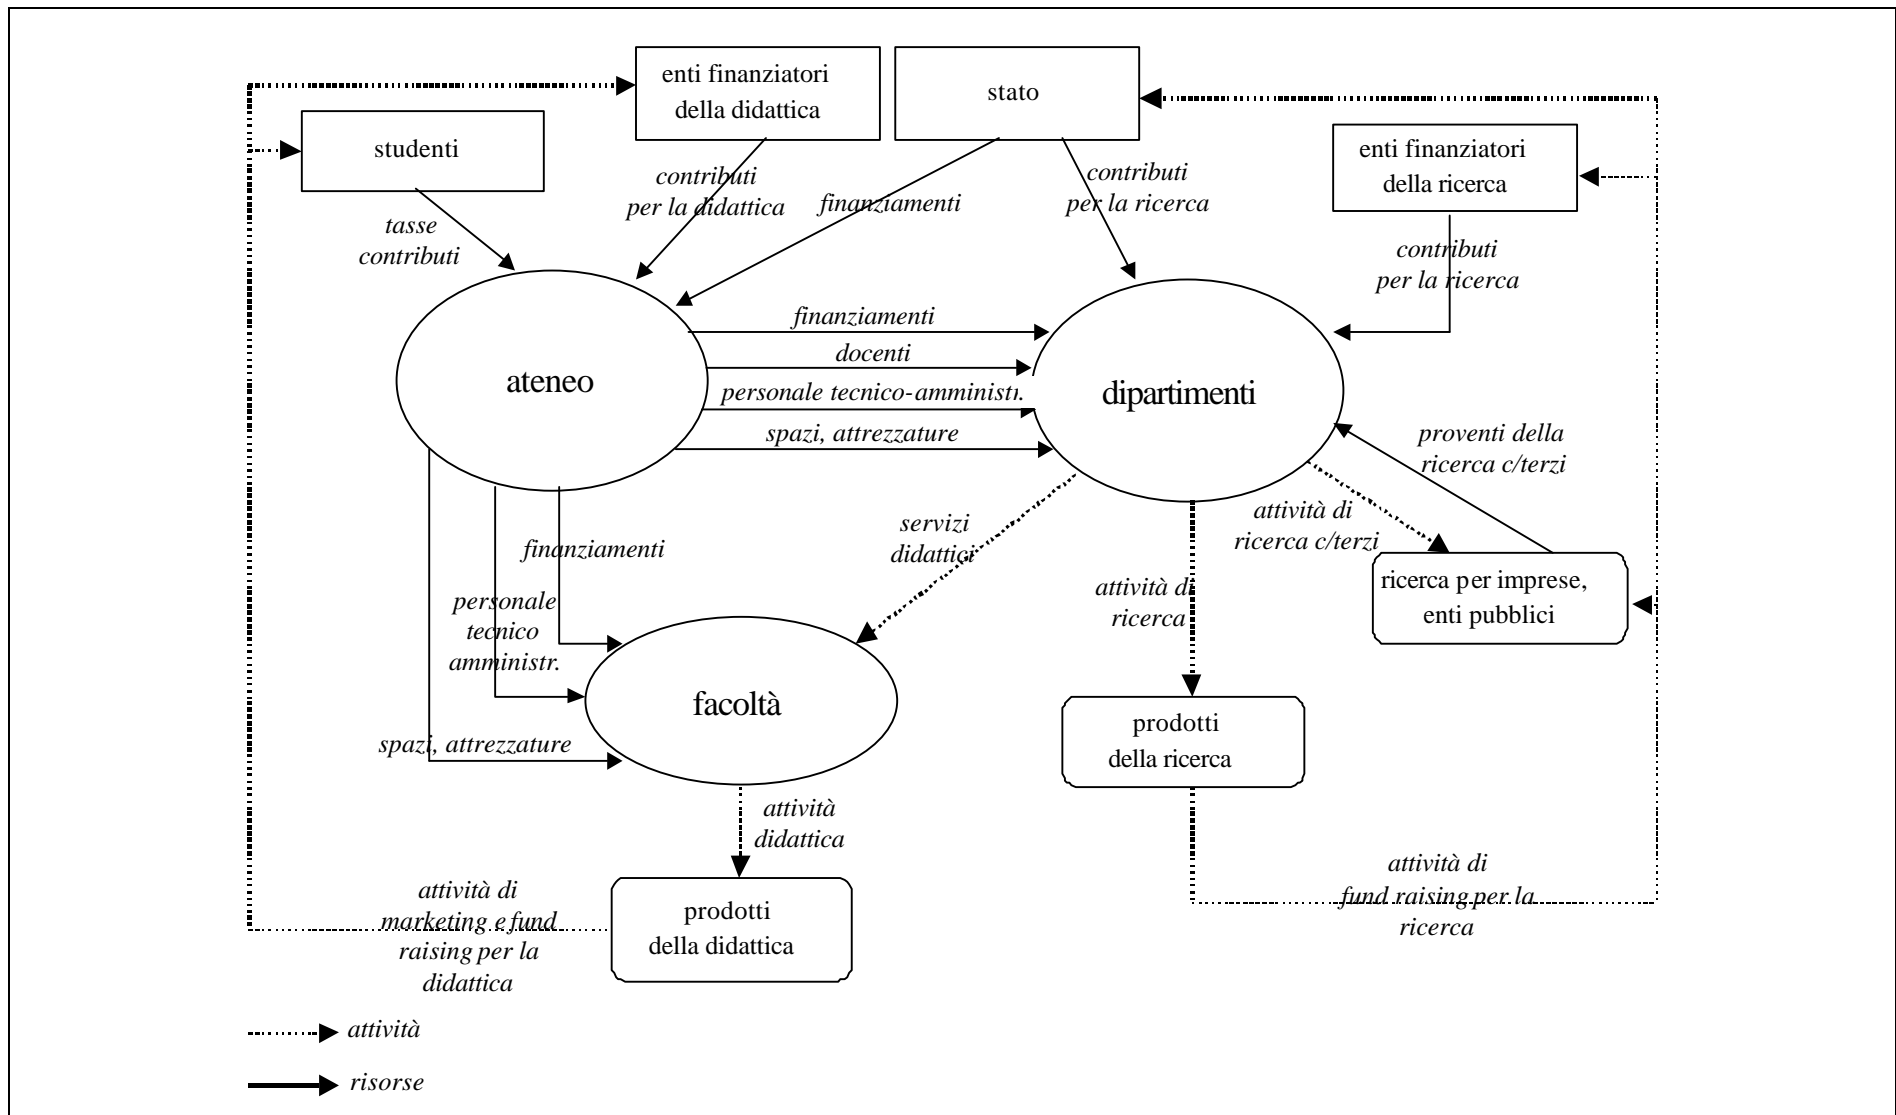 enti finanziatori
della didattica
stato
studenti
enti finanziatori
della ricerca
contributi
per la didattica
finanziamenti
contributi
per la ricerca
tasse
contributi
contributi
per la ricerca
finanziamenti
docenti
ateneo
personale tecnico-amministr.
dipartimenti
spazi, attrezzature
proventi della
ricerca c/terzi
attività di
ricerca c/terzi
servizi
didattici
finanziamenti
attività di
ricerca
ricerca per imprese,
enti pubblici
personale
tecnico
amministr.
facoltà
prodotti
della ricerca
spazi, attrezzature
attività
didattica
attività di
fund raising per la
ricerca
attività di
marketing e fund
raising per la
didattica
prodotti
della didattica
attività
risorse